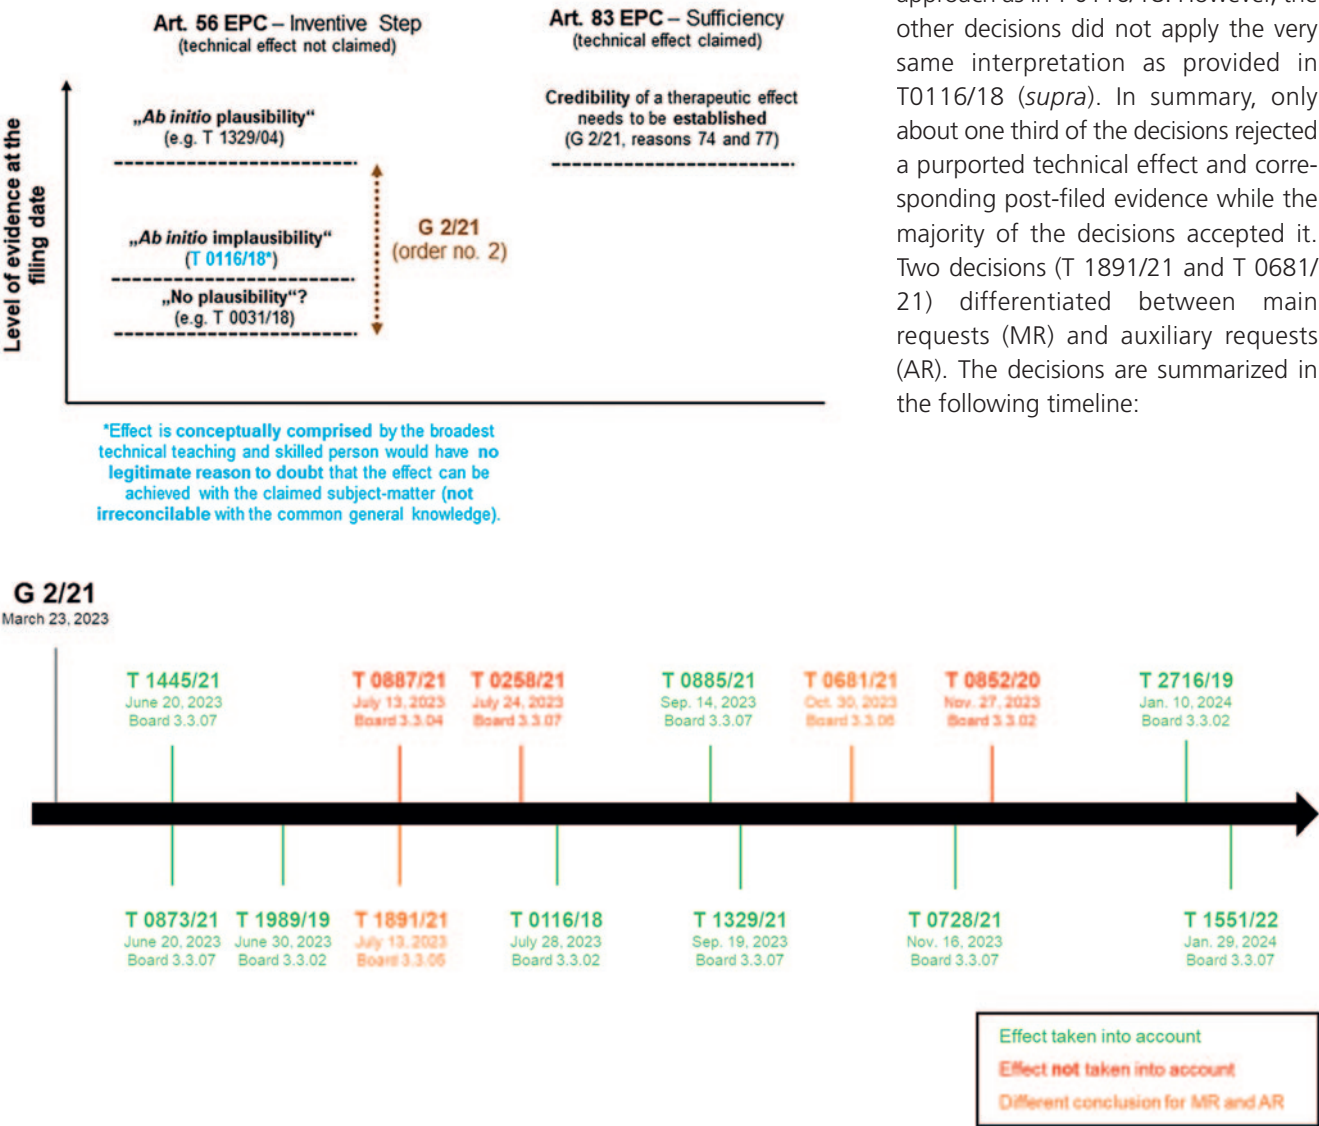 Art. 56 EPC – Inventive Step
(technical effect not claimed)
Art. 83 EPC – Sufficiency
(technical effect claimed)
Level of evidence at the
filing date
„Ab initio plausibility“
(e.g. T 1329/04)
Credibility of a therapeutic effect
needs to be established
(G 2/21, reasons 74 and 77)
„Ab initio implausibility“
(T 0116/18*)
G 2/21
(order no. 2)
„No plausibility“?
(e.g. T 0031/18)
*Effect is conceptually comprised by the broadest
technical teaching and skilled person would have no
legitimate reason to doubt that the effect can be
achieved with the claimed subject-matter (not
irreconcilable with the common general knowledge).
approach as in T 0116/18. However, the
other decisions did not apply the very
same interpretation as provided in
T0116/18 (supra). In summary, only
about one third of the decisions rejected
a purported technical effect and corre-
sponding post-filed evidence while the
majority of the decisions accepted it.
Two decisions (T 1891/21 and T 0681/
21) differentiated between main
requests (MR) and auxiliary requests
(AR). The decisions are summarized in
the following timeline:
G 2/21
March 23, 2023
T 1445/21
June 20, 2023
Board 3.3.07
T 0887/21
July 13, 2023
Board 3.3.04
T 0258/21
July 24, 2023
Board 3.3.07
T 0885/21
Sep. 14, 2023
Board 3.3.07
T 0681/21
Oct. 30, 2023
Board 3.3.06
T 0852/20
Nov. 27, 2023
Board 3.3.02
T 2716/19
Jan. 10, 2024
Board 3.3.02
T 0873/21
June 20, 2023
Board 3.3.07
T 1989/19
June 30, 2023
Board 3.3.02
T 1891/21
July 13, 2023
Board 3.3.05
T 0116/18
July 28, 2023
Board 3.3.02
T 1329/21
Sep. 19, 2023
Board 3.3.07
T 0728/21
Nov. 16, 2023
Board 3.3.07
T 1551/22
Jan. 29, 2024
Board 3.3.07
Effect taken into account
Effect not taken into account
Different conclusion for MR and AR